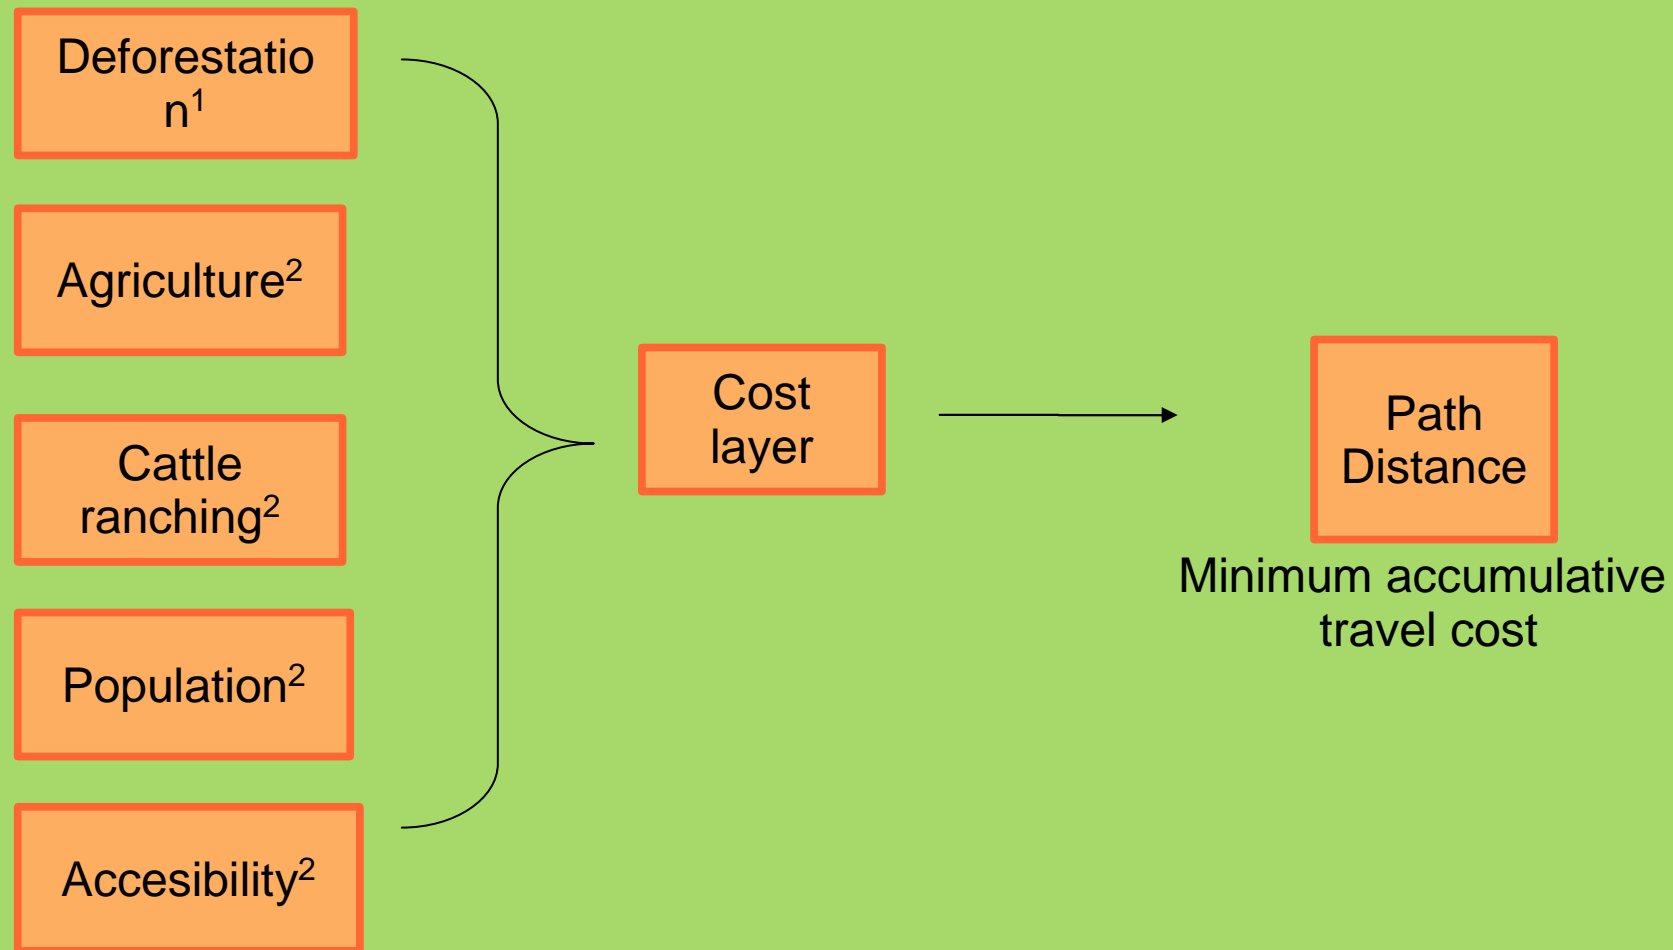 Deforestatio
n¹
Agriculture²
Cattle
ranching²
Population²
Accesibility²
Cost
layer
Path
Distance
Minimum accumulative
travel cost